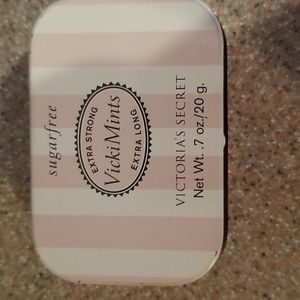 sugarfree
EXTRA STRONG
VickiMints
EXTRA LONG
VICTORIA'S SECRET
Net Wt. .7 oz./20 g.